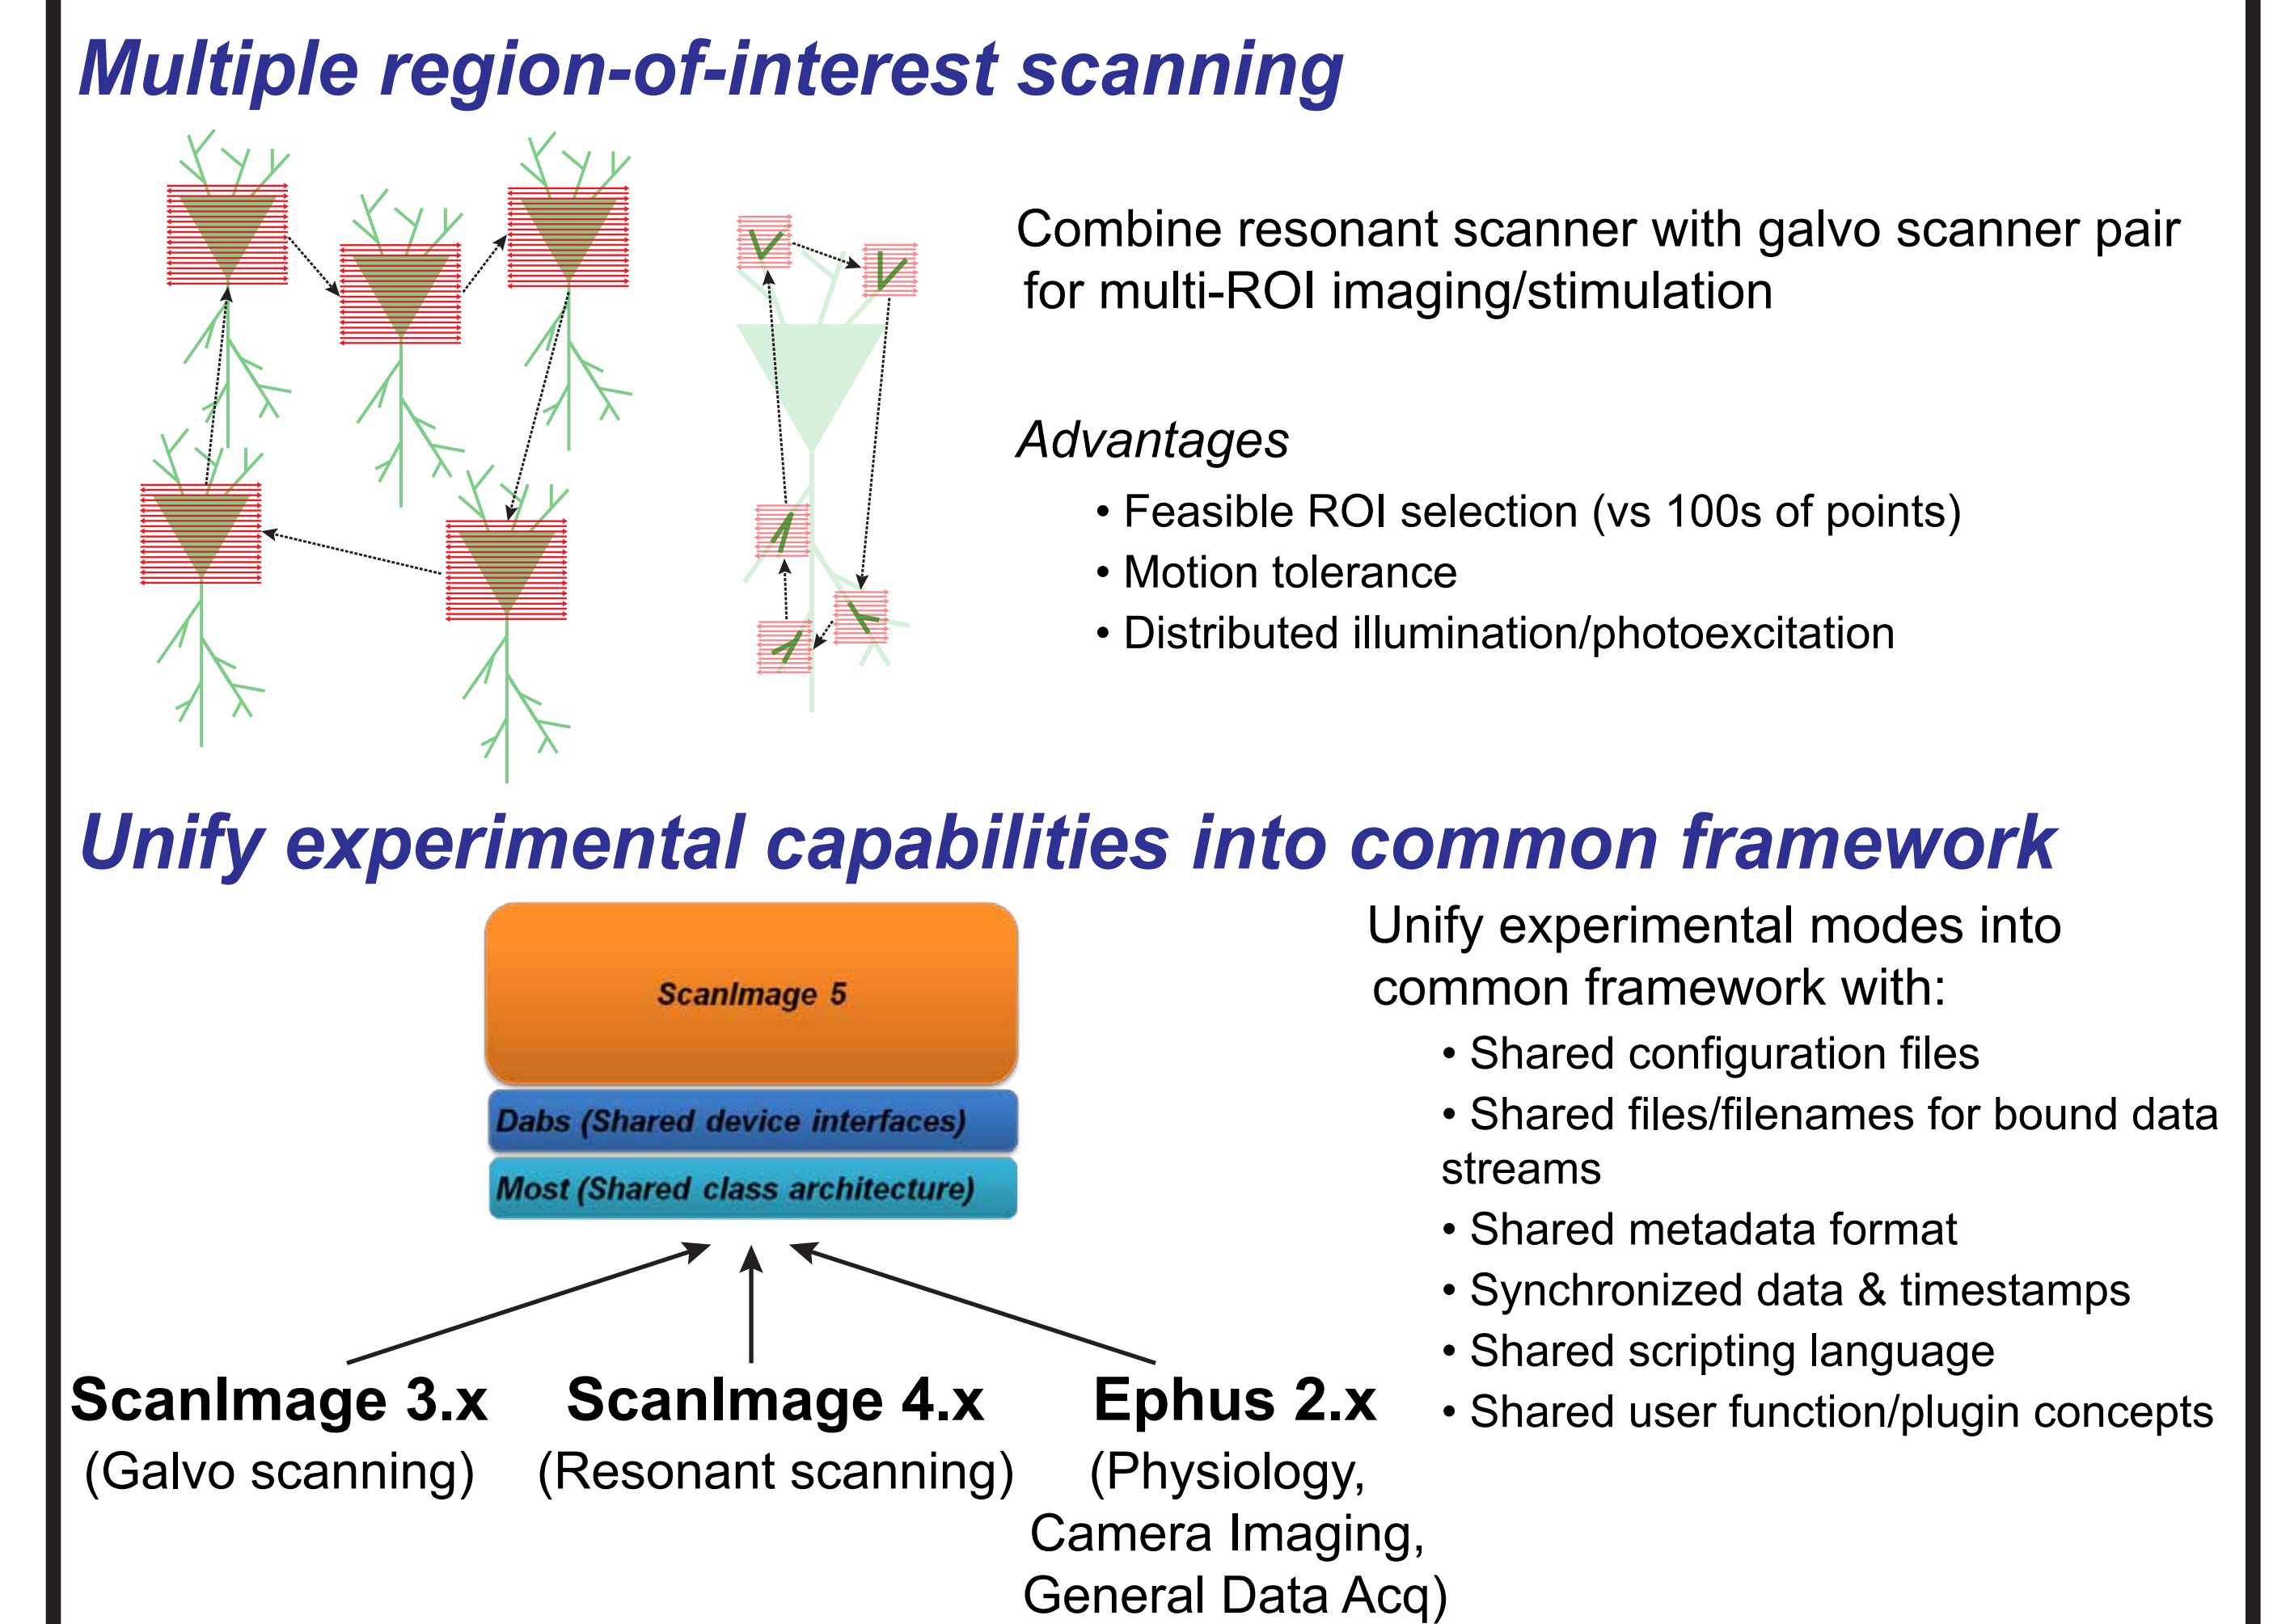 Multiple region-of-interest scanning
Combine resonant scanner with galvo scanner pair
for multi-ROI imaging/stimulation
Advantages
• Feasible ROI selection (vs 100s of points)
• Motion tolerance
• Distributed illumination/photoexcitation
Unify experimental capabilities into common framework
ScanImage 5
Dabs (Shared device interfaces)
Most (Shared class architecture)
ScanImage 3.x
(Galvo scanning)
ScanImage 4.x
(Resonant scanning)
Ephus 2.x
(Physiology,
Camera Imaging,
General Data Acq)
Unify experimental modes into
common framework with:
• Shared configuration files
• Shared files/filenames for bound data
streams
• Shared metadata format
• Synchronized data & timestamps
• Shared scripting language
• Shared user function/plugin concepts